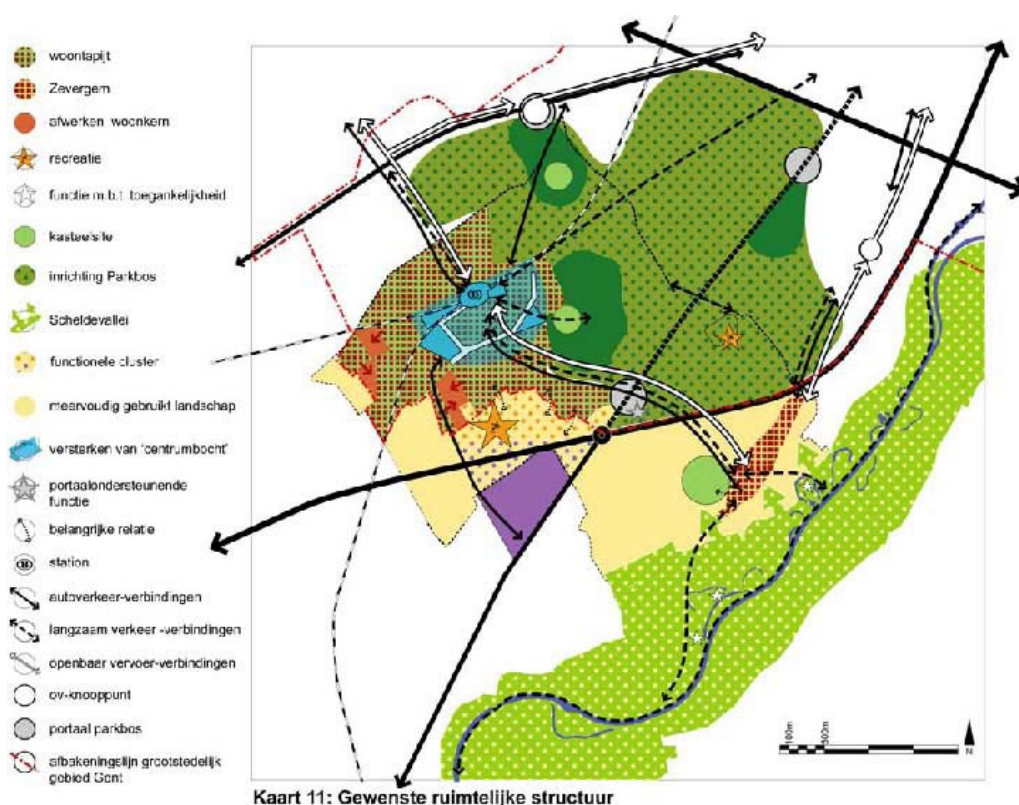 woontapijt
Zevergem
afwerken woonkern
recreatie
functie m.b.t. toegankelijkheid
kasteelsite
inrichting Parkbos
Scheldevallei
functionele cluster
meervoudig gebruikt landschap
versterken van 'centrumbocht'
portaalondersteunende
functie
belangrijke relatie
station
autoverkeer-verbindingen
langzaam verkeer -verbindingen
openbaar vervoer-verbindingen
ov-knooppunt
portaal parkbos
afbakeningslijn grootstedelijk
gebied Gent
100m
500m
N
Kaart 11: Gewenste ruimtelijke structuur